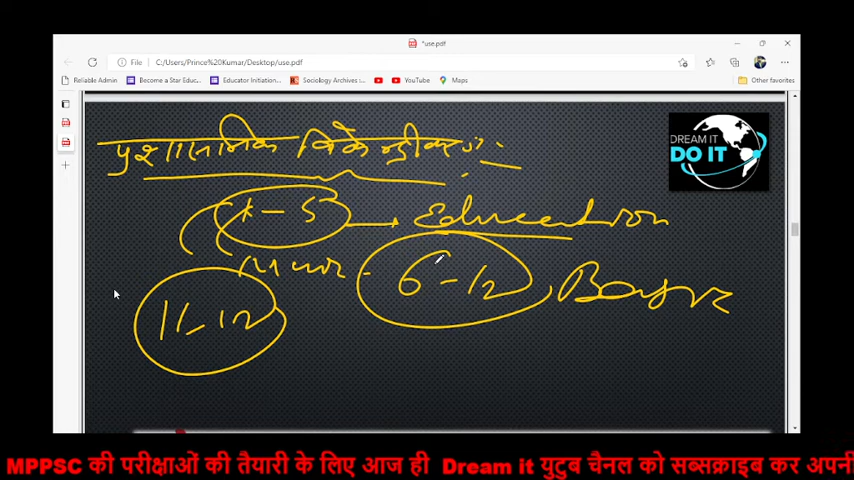 *use.pdf
File C:/Users/Prince%20Kumar/Desktop/use.pdf
Reliable Admin Become a Star Educ... Educator Initiation... Sociology Archives :... YouTube Maps Other favorites
प्रशासनिक विकेन्द्रीकरण :-
DREAM IT
DO IT
1 - 5 Education
6 - 12
11 - 12
MPPSC की परीक्षाओं की तैयारी के लिए आज ही Dream it युटुब चैनल को सब्सक्राइब कर अपनी